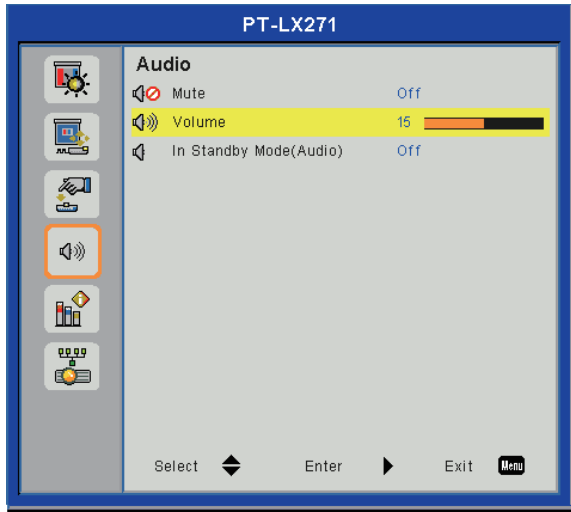 PT-LX271
Audio
Mute Off
Volume 15
In Standby Mode(Audio) Off
Select Enter Exit Menu